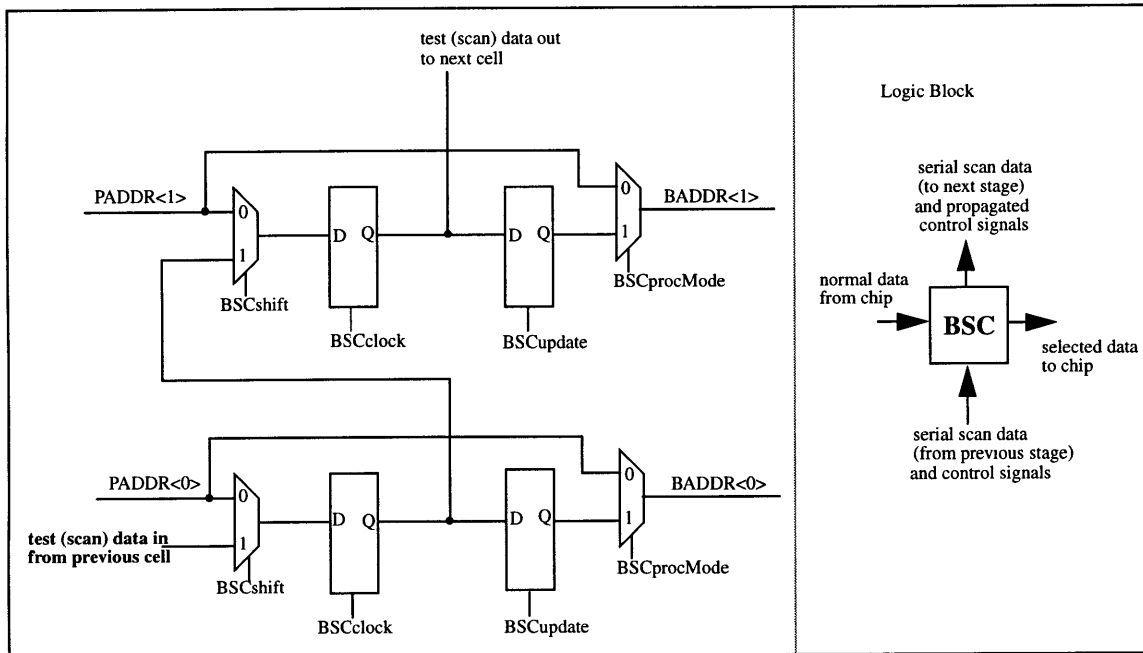 test (scan) data out
to next cell
PADDR<1>
0
1
BSCshift
D Q
BSCclock
D Q
BSCupdate
0
1
BSCprocMode
BADDR<1>
PADDR<0>
0
test (scan) data in
from previous cell
1
BSCshift
D Q
BSCclock
D Q
BSCupdate
0
1
BSCprocMode
BADDR<0>
Logic Block
serial scan data
(to next stage)
and propagated
control signals
normal data
from chip
BSC
selected data
to chip
serial scan data
(from previous stage)
and control signals